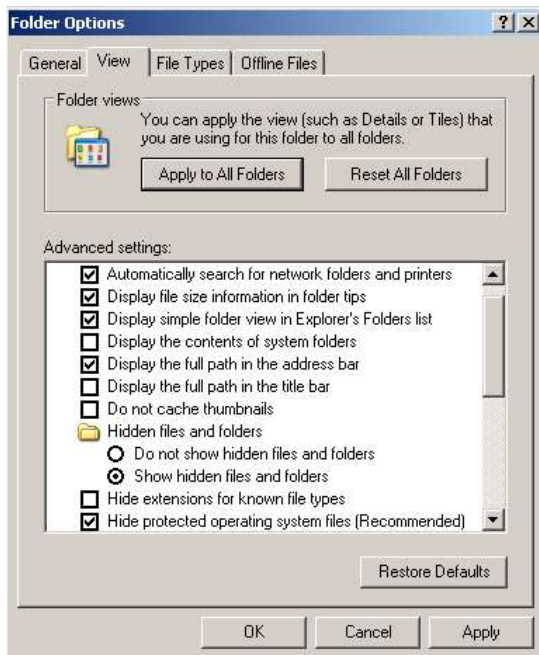 Folder Options
General View File Types Offline Files
Folder views
You can apply the view (such as Details or Tiles) that
you are using for this folder to all folders.
Apply to All Folders Reset All Folders
Advanced settings:
Automatically search for network folders and printers
Display file size information in folder tips
Display simple folder view in Explorer's Folders list
Display the contents of system folders
Display the full path in the address bar
Display the full path in the title bar
Do not cache thumbnails
Hidden files and folders
Do not show hidden files and folders
Show hidden files and folders
Hide extensions for known file types
Hide protected operating system files (Recommended)
Restore Defaults
OK Cancel Apply